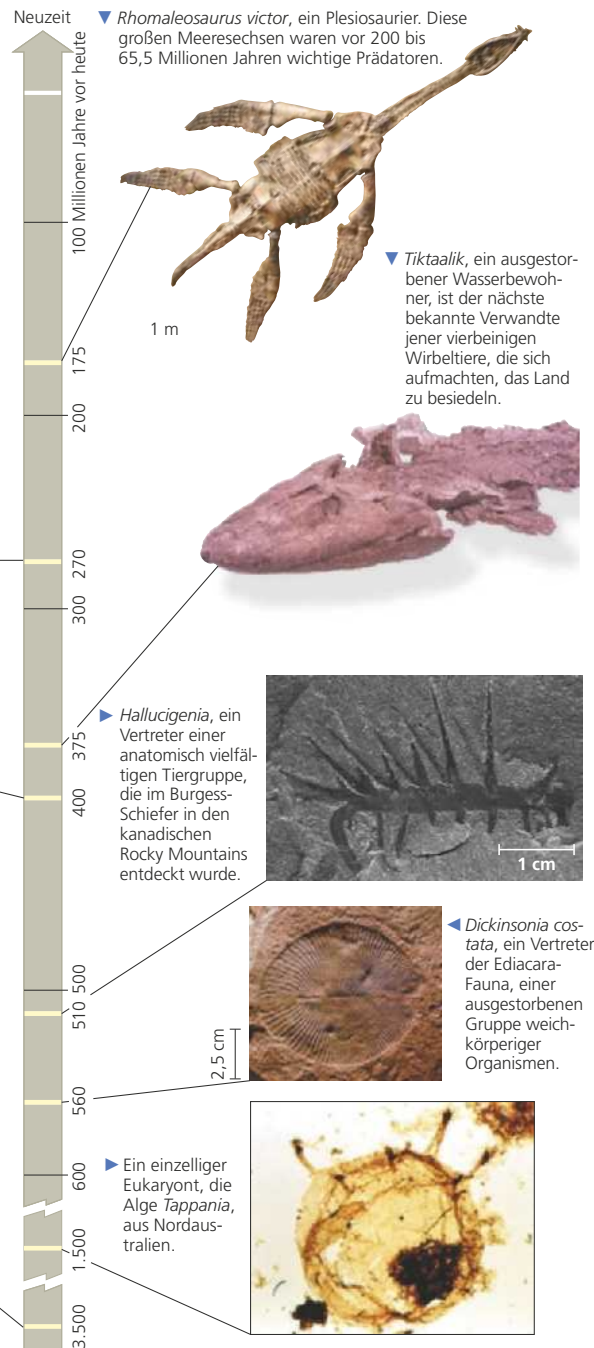 Neuzeit
▼ Rhomaleosaurus victor, ein Plesiosaurier. Diese
großen Meeresechsen waren vor 200 bis
65,5 Millionen Jahren wichtige Prädatoren.
100 Millionen Jahre vor heute
1 m
▼ Tiktaalik, ein ausgestor-
bener Wasserbewoh-
ner, ist der nächste
bekannte Verwandte
jener vierbeinigen
Wirbeltiere, die sich
aufmachten, das Land
zu besiedeln.
175
200
270
300
375
400
► Hallucigenia, ein
Vertreter einer
anatomisch vielfäl-
tigen Tiergruppe,
die im Burgess-
Schiefer in den
kanadischen
Rocky Mountains
entdeckt wurde.
1 cm
500
510
◄ Dickinsonia cos-
tata, ein Vertreter
der Ediacara-
Fauna, einer
ausgestorbenen
Gruppe weich-
körperiger
Organismen.
2,5 cm
560
600
► Ein einzelliger
Eukaryont, die
Alge Tappania,
aus Nordaus-
tralien.
1.500
3.500